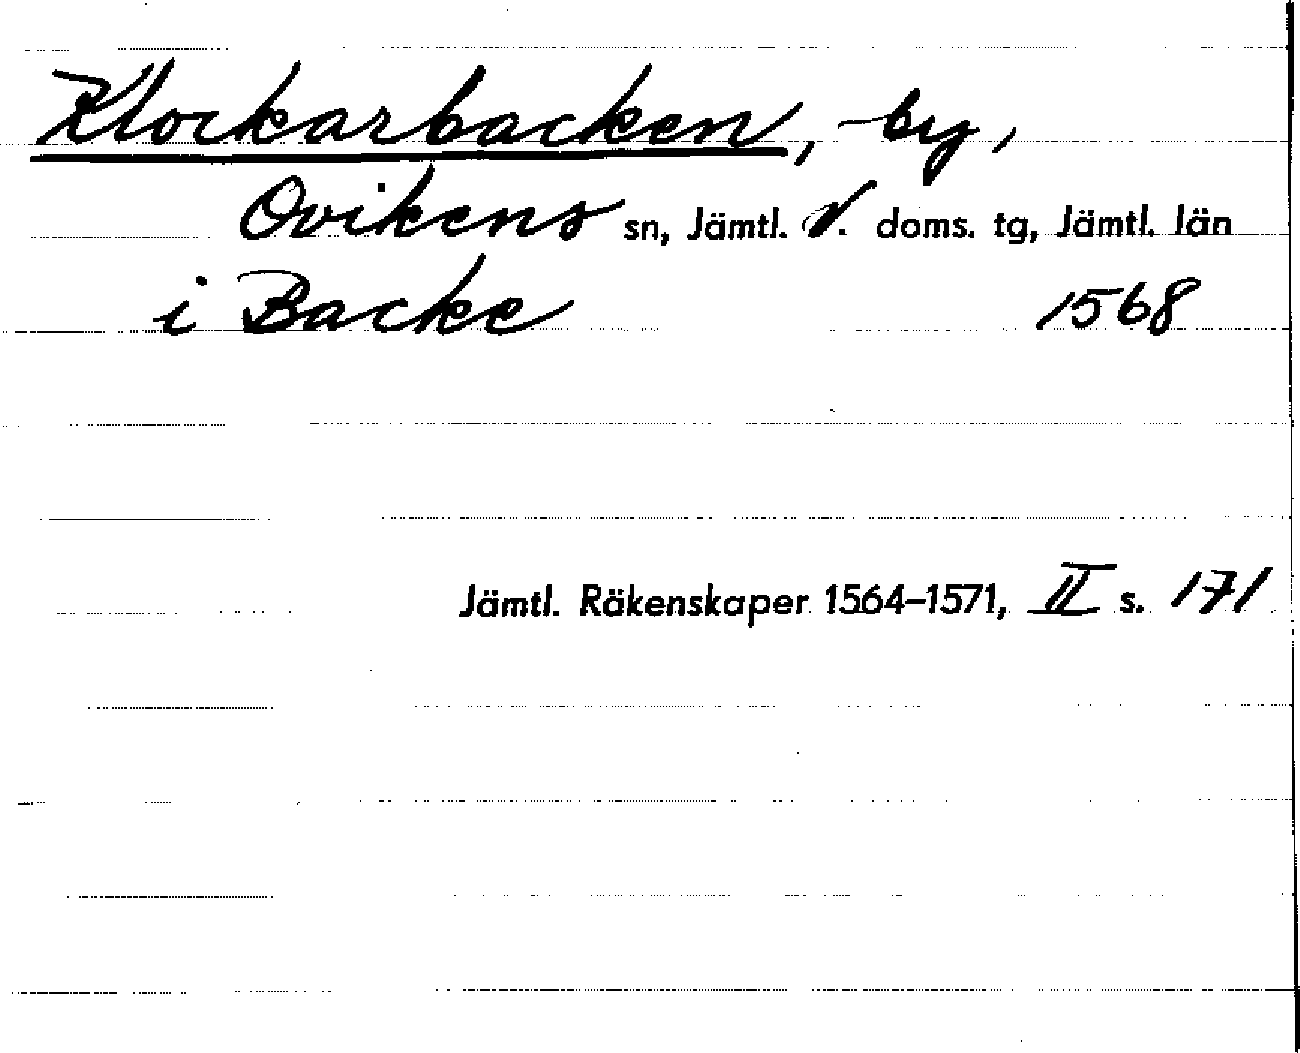 Klockarbacken, by,
Ovikens sn, Jämtl. V. doms. tg, Jämtl. län
i Backe 1568
Jämtl. Räkenskaper 1564-1571, II s. 171